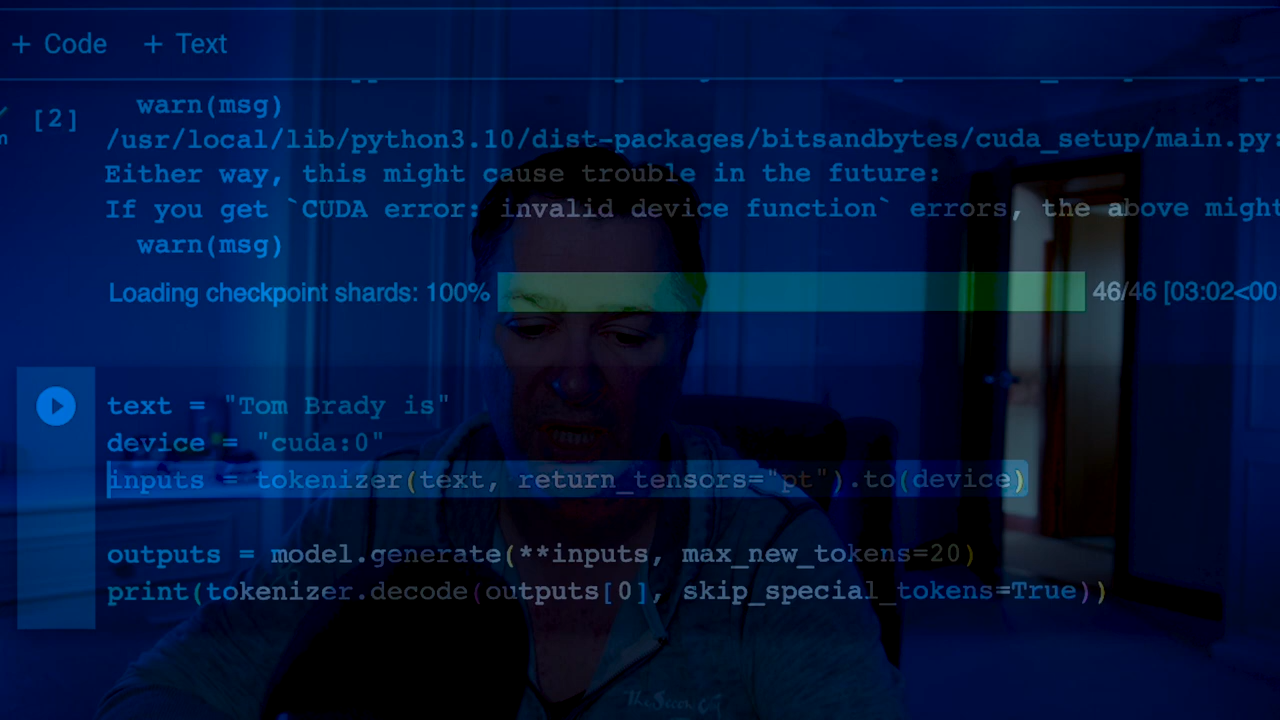 + Code + Text
[2] warn(msg)
/usr/local/lib/python3.10/dist-packages/bitsandbytes/cuda_setup/main.py:
Either way, this might cause trouble in the future:
If you get `CUDA error: invalid device function` errors, the above might
warn(msg)
Loading checkpoint shards: 100% 46/46 [03:02<00
text = "Tom Brady is"
device = "cuda:0"
inputs = tokenizer(text, return_tensors="pt").to(device)
outputs = model.generate(**inputs, max_new_tokens=20)
print(tokenizer.decode(outputs[0], skip_special_tokens=True))